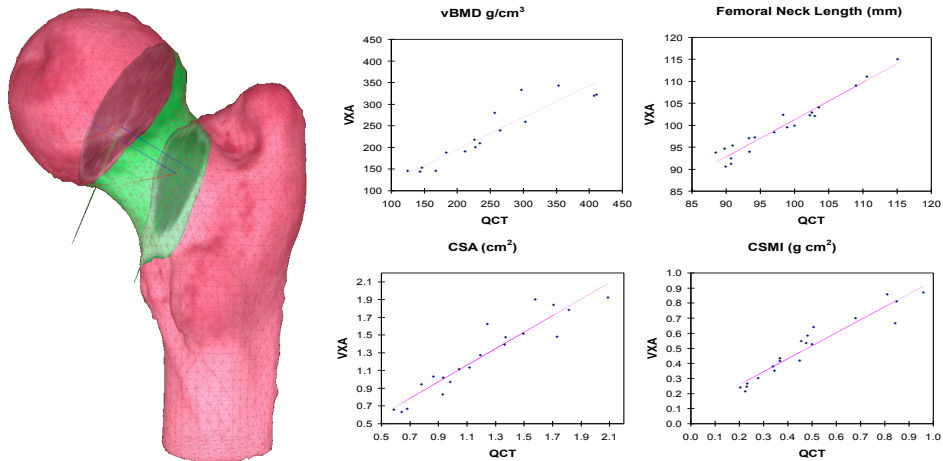 vBMD g/cm³
450
400
350
300
250
200
150
100
VXA
100 150 200 250 300 350 400 450
QCT
Femoral Neck Length (mm)
120
115
110
105
100
95
90
85
VXA
85 90 95 100 105 110 115 120
QCT
CSA (cm²)
2.1
1.9
1.7
1.5
1.3
1.1
0.9
0.7
0.5
VXA
0.5 0.7 0.9 1.1 1.3 1.5 1.7 1.9 2.1
QCT
CSMI (g cm²)
1.0
0.9
0.8
0.7
0.6
0.5
0.4
0.3
0.2
0.1
0.0
VXA
0.0 0.1 0.2 0.3 0.4 0.5 0.6 0.7 0.8 0.9 1.0
QCT